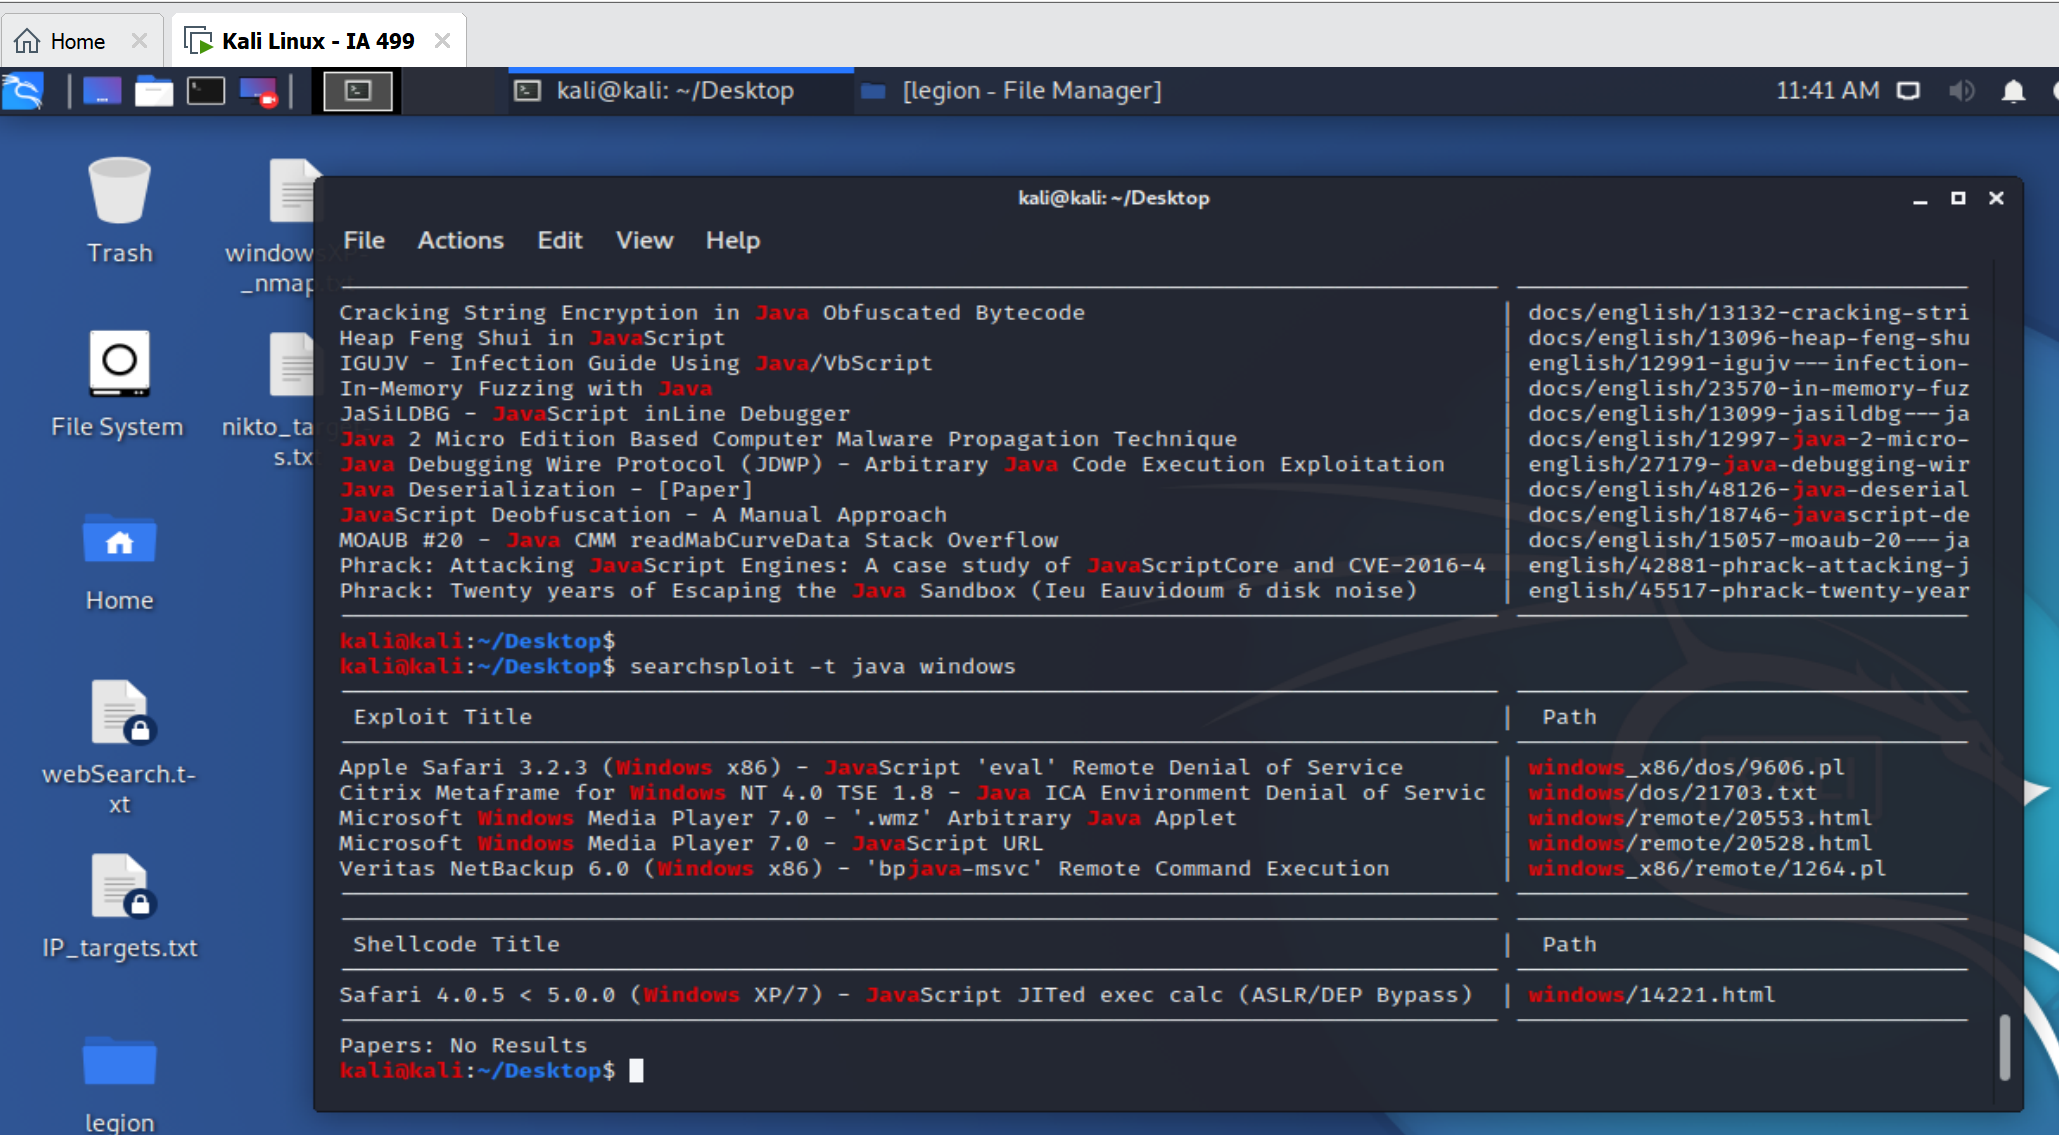 Home
Kali Linux - IA 499
kali@kali: ~/Desktop
[legion - File Manager]
11:41 AM
Trash
File System
nikto_target-
s.txt
Home
webSearch.t-
xt
IP_targets.txt
legion
windowsXP-
_nmap.txt
kali@kali: ~/Desktop
File Actions Edit View Help
Cracking String Encryption in Java Obfuscated Bytecode | docs/english/13132-cracking-stri
Heap Feng Shui in JavaScript | docs/english/13096-heap-feng-shu
IGUJV - Infection Guide Using Java/VbScript | english/12991-igujv---infection-
In-Memory Fuzzing with Java | docs/english/23570-in-memory-fuz
JaSiLDBG - JavaScript inLine Debugger | docs/english/13099-jasildbg---ja
Java 2 Micro Edition Based Computer Malware Propagation Technique | docs/english/12997-java-2-micro-
Java Debugging Wire Protocol (JDWP) - Arbitrary Java Code Execution Exploitation | english/27179-java-debugging-wir
Java Deserialization - [Paper] | docs/english/48126-java-deserial
JavaScript Deobfuscation - A Manual Approach | docs/english/18746-javascript-de
MOAUB #20 - Java CMM readMabCurveData Stack Overflow | docs/english/15057-moaub-20---ja
Phrack: Attacking JavaScript Engines: A case study of JavaScriptCore and CVE-2016-4 | english/42881-phrack-attacking-j
Phrack: Twenty years of Escaping the Java Sandbox (Ieu Eauvidoum & disk noise) | english/45517-phrack-twenty-year
kali@kali:~/Desktop$
kali@kali:~/Desktop$ searchsploit -t java windows
Exploit Title | Path
Apple Safari 3.2.3 (Windows x86) - JavaScript 'eval' Remote Denial of Service | windows_x86/dos/9606.pl
Citrix Metaframe for Windows NT 4.0 TSE 1.8 - Java ICA Environment Denial of Servic | windows/dos/21703.txt
Microsoft Windows Media Player 7.0 - '.wmz' Arbitrary Java Applet | windows/remote/20553.html
Microsoft Windows Media Player 7.0 - JavaScript URL | windows/remote/20528.html
Veritas NetBackup 6.0 (Windows x86) - 'bpjava-msvc' Remote Command Execution | windows_x86/remote/1264.pl
Shellcode Title | Path
Safari 4.0.5 < 5.0.0 (Windows XP/7) - JavaScript JITed exec calc (ASLR/DEP Bypass) | windows/14221.html
Papers: No Results
kali@kali:~/Desktop$